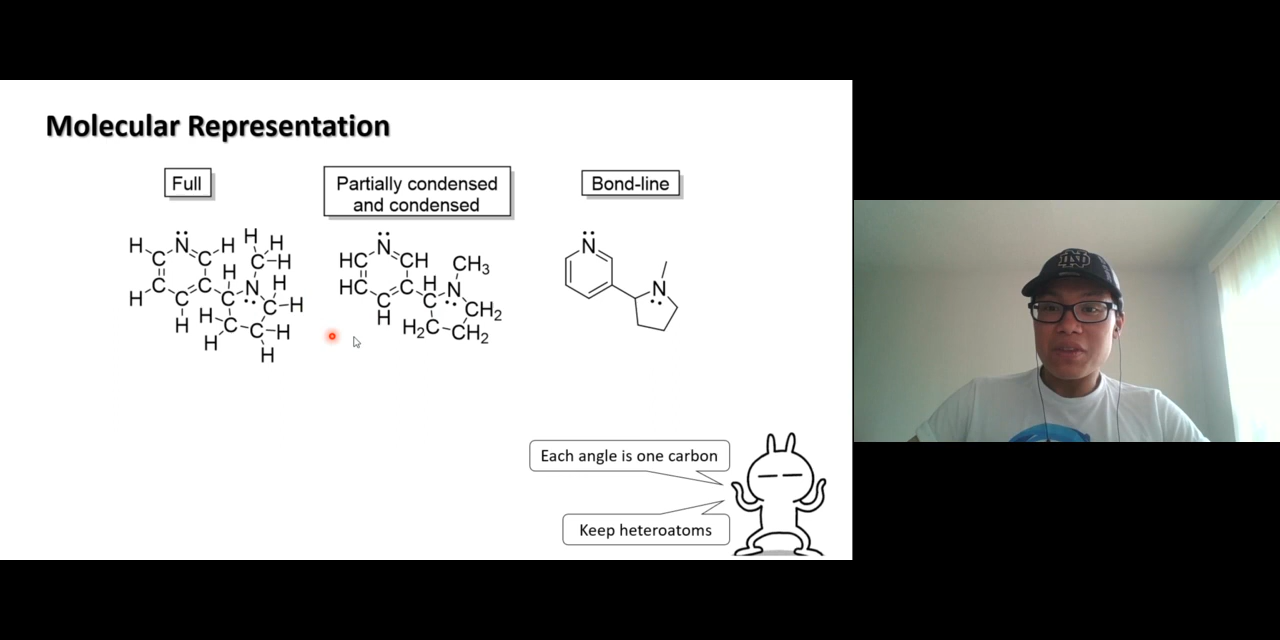 Molecular Representation
Full
Partially condensed
and condensed
Bond-line
H
N
H
H
H
C
C
C
H
C
C
H
N
H
H
C
C
C
H
H
H
C
C
H
H
H
N
HC
CH
CH3
HC
H
N
C
C
CH2
H
H2C
CH2
N
N
Each angle is one carbon
Keep heteroatoms